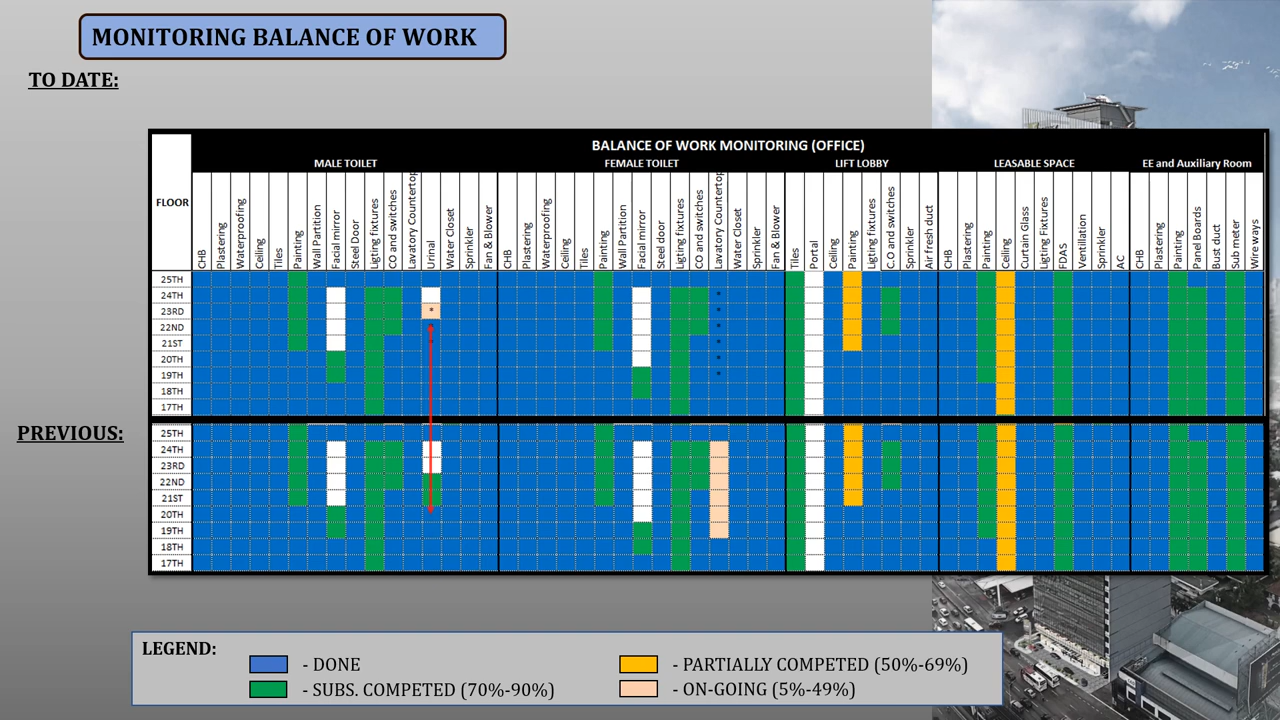 MONITORING BALANCE OF WORK
TO DATE:
BALANCE OF WORK MONITORING (OFFICE)
MALE TOILET FEMALE TOILET LIFT LOBBY LEASABLE SPACE EE and Auxiliary Room
FLOOR
CHB
Plastering
Waterproofing
Ceiling
Tiles
Painting
Wall Partition
Facial mirror
Steel Door
Ligting fixtures
CO and switches
Lavatory Countertop
Urinal
Water Closet
Sprinkler
Fan & Blower
CHB
Plastering
Waterproofing
Ceiling
Tiles
Painting
Wall Partition
Facial mirror
Steel door
Ligting fixtures
CO and switches
Lavatory Countertop
Water Closet
Sprinkler
Fan & Blower
Tiles
Portal
Ceiling
Painting
Ligting fixtures
C.O and switches
Sprinkler
Air fresh duct
CHB
Plastering
Painting
Ceiling
Curtain Glass
Ligting Fixtures
FDAS
Ventillation
Sprinkler
AC
CHB
Plastering
Painting
Panel Boards
Bust duct
Sub meter
Wire ways
25TH
24TH *
23RD * *
22ND * *
21ST * *
20TH *
19TH *
18TH
17TH
PREVIOUS:
25TH
24TH
23RD
22ND
21ST
20TH
19TH
18TH
17TH
LEGEND:
- DONE
- SUBS. COMPETED (70%-90%)
- PARTIALLY COMPETED (50%-69%)
- ON-GOING (5%-49%)